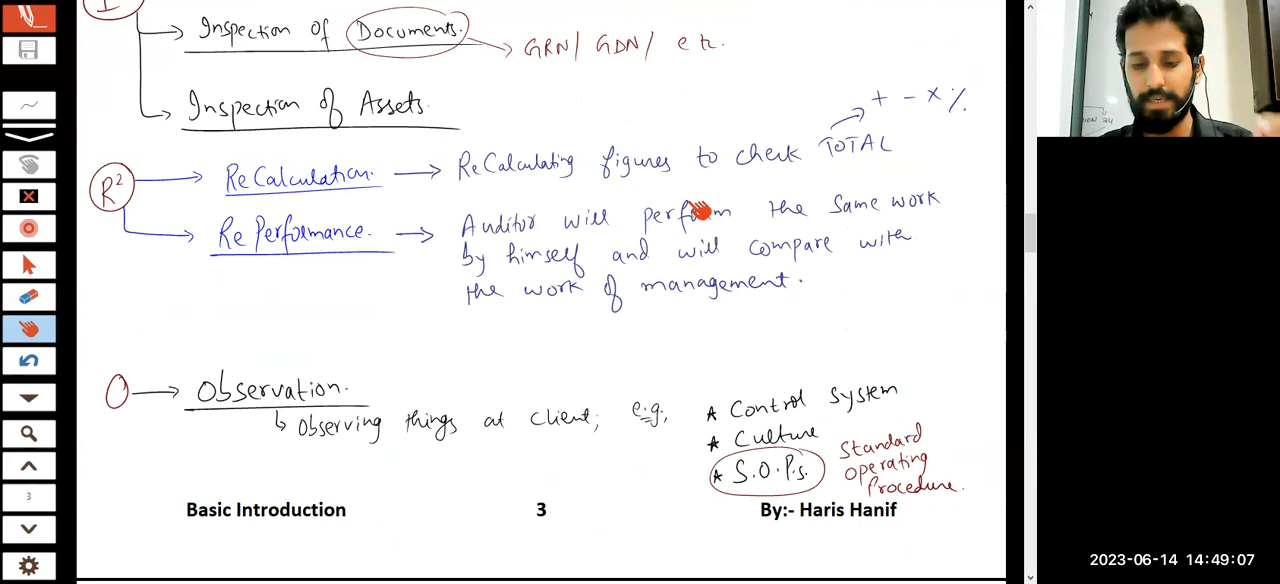 I
Inspection of Documents. GRN/ GDN/ etc.
Inspection of Assets.
+ - × %
R² ReCalculation. ReCalculating figures to check TOTAL
RePerformance. Auditor will perform the same work
by himself and will compare with
the work of management.
O Observation.
Observing things at client; e.g,
* Control System
* Culture
* S.O.P.s. Standard
Operating
Procedure.
Basic Introduction 3 By:- Haris Hanif
3
2023-06-14 14:49:07